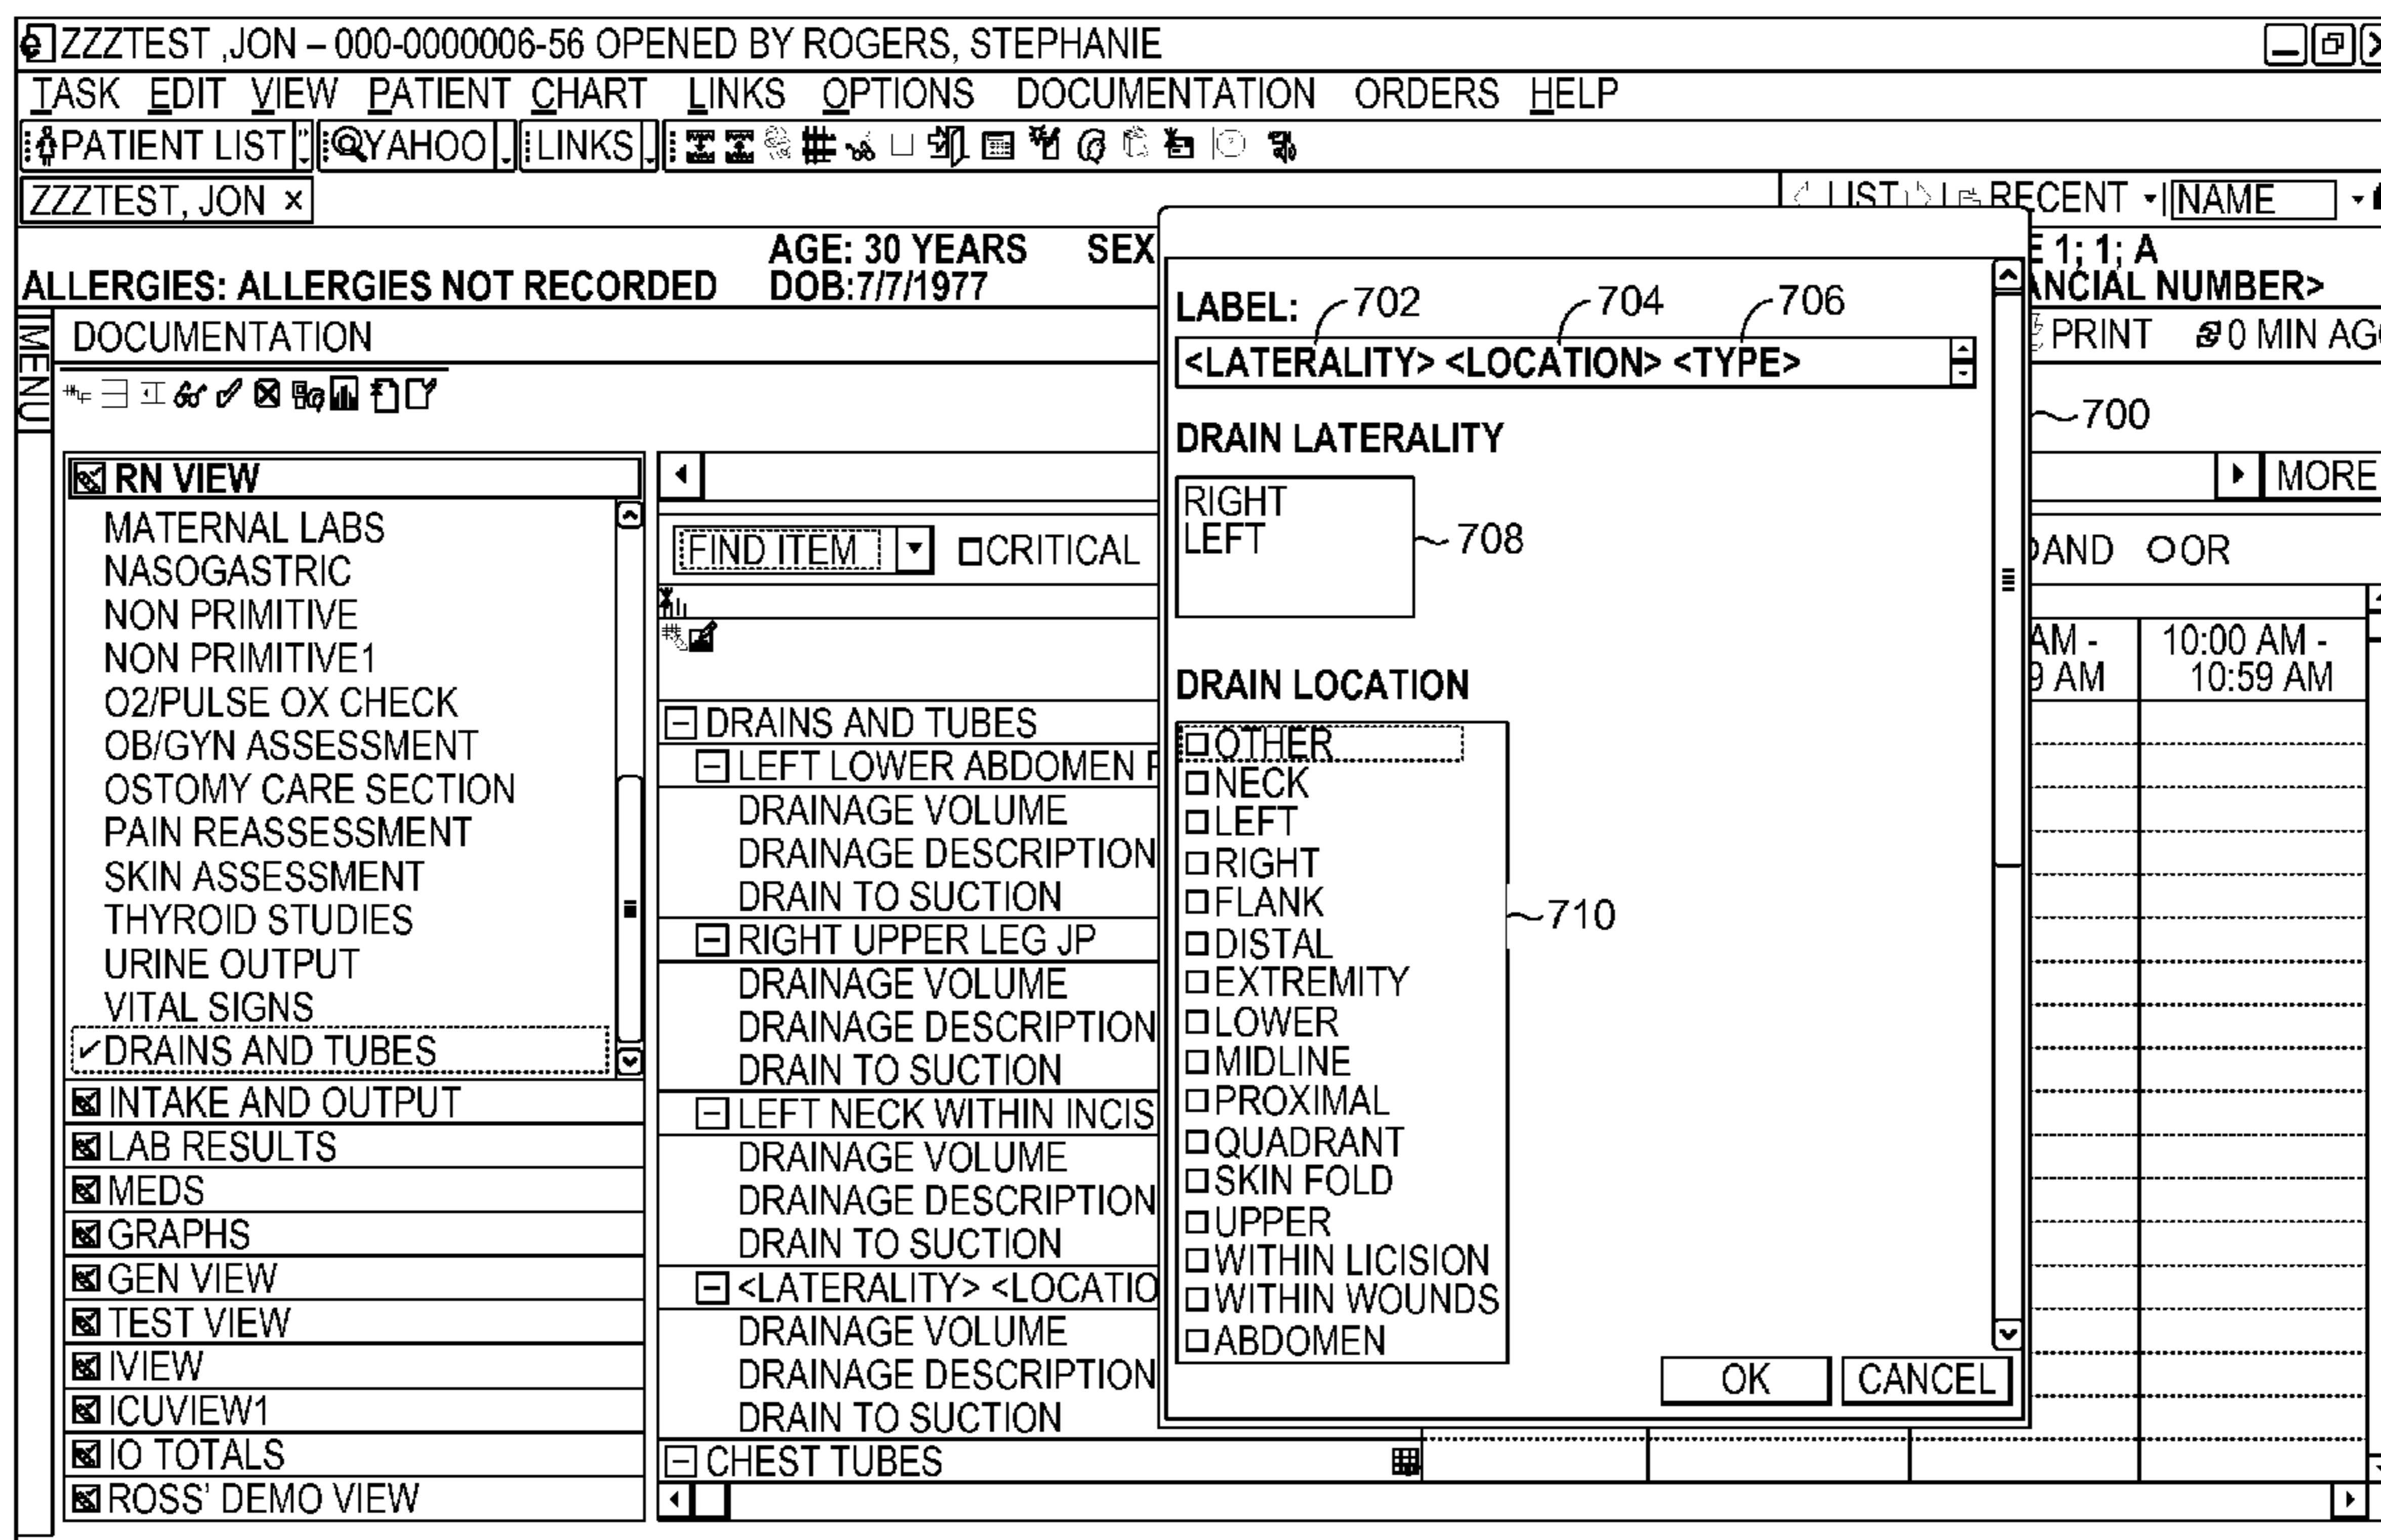 ZZZTEST ,JON – 000-0000006-56 OPENED BY ROGERS, STEPHANIE
TASK EDIT VIEW PATIENT CHART LINKS OPTIONS DOCUMENTATION ORDERS HELP
PATIENT LIST YAHOO LINKS
ZZZTEST, JON × LIST RECENT NAME
AGE: 30 YEARS SEX E 1; 1; A
ALLERGIES: ALLERGIES NOT RECORDED DOB:7/7/1977 ANCIAL NUMBER>
MENU
DOCUMENTATION
PRINT 0 MIN AGO
700
RN VIEW
MATERNAL LABS
NASOGASTRIC
NON PRIMITIVE
NON PRIMITIVE1
O2/PULSE OX CHECK
OB/GYN ASSESSMENT
OSTOMY CARE SECTION
PAIN REASSESSMENT
SKIN ASSESSMENT
THYROID STUDIES
URINE OUTPUT
VITAL SIGNS
DRAINS AND TUBES
INTAKE AND OUTPUT
LAB RESULTS
MEDS
GRAPHS
GEN VIEW
TEST VIEW
IVIEW
ICUVIEW1
IO TOTALS
ROSS' DEMO VIEW
MORE
FIND ITEM CRITICAL
AND OR
AM - 10:00 AM -
9 AM 10:59 AM
DRAINS AND TUBES
LEFT LOWER ABDOMEN
DRAINAGE VOLUME
DRAINAGE DESCRIPTION
DRAIN TO SUCTION
RIGHT UPPER LEG JP
DRAINAGE VOLUME
DRAINAGE DESCRIPTION
DRAIN TO SUCTION
LEFT NECK WITHIN INCIS
DRAINAGE VOLUME
DRAINAGE DESCRIPTION
DRAIN TO SUCTION
<LATERALITY> <LOCATIO
DRAINAGE VOLUME
DRAINAGE DESCRIPTION
DRAIN TO SUCTION
CHEST TUBES
LABEL: 702 704 706
<LATERALITY> <LOCATION> <TYPE>
DRAIN LATERALITY
RIGHT
LEFT
708
DRAIN LOCATION
OTHER
NECK
LEFT
RIGHT
FLANK
DISTAL
EXTREMITY
LOWER
MIDLINE
PROXIMAL
QUADRANT
SKIN FOLD
UPPER
WITHIN LICISION
WITHIN WOUNDS
ABDOMEN
710
OK CANCEL